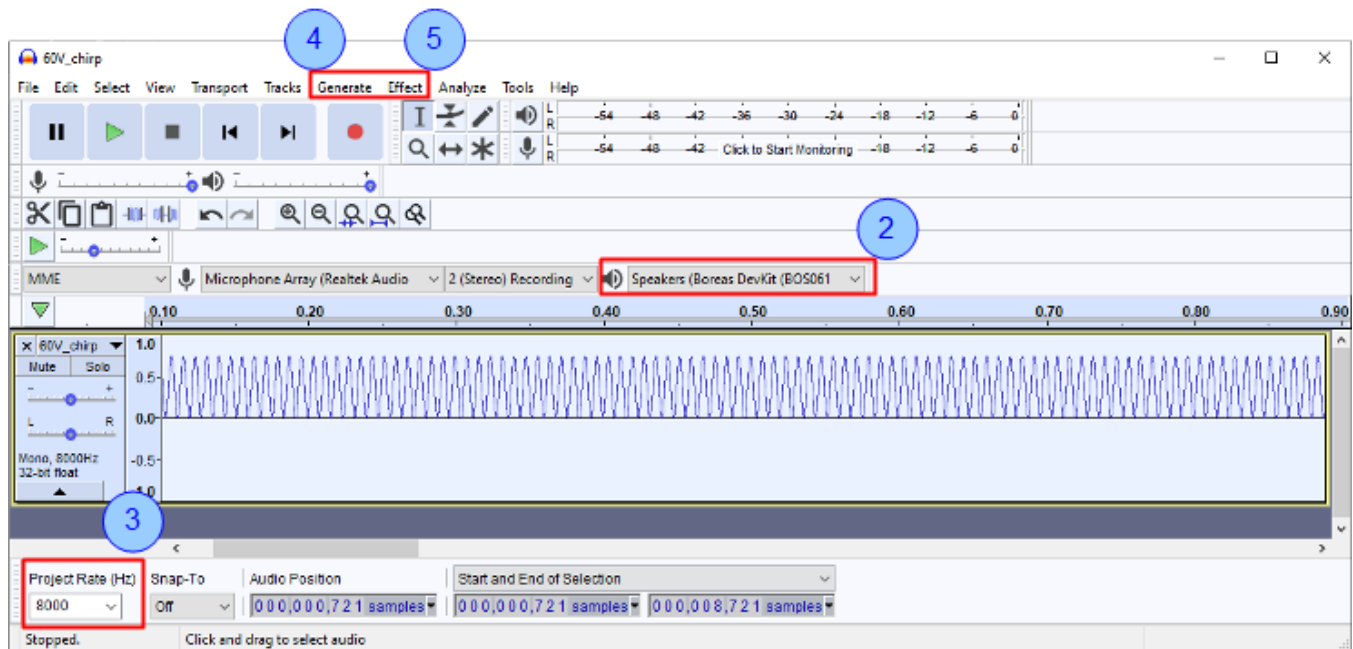 4 5
60V_chirp
File Edit Select View Transport Tracks Generate Effect Analyze Tools Help
L -54 -48 -42 -36 -30 -24 -18 -12 -6 0
R
L -54 -48 -42 Click to Start Monitoring -18 -12 -6 0
R
- +
- +
- +
2
MME Microphone Array (Realtek Audio 2 (Stereo) Recording Speakers (Boreas DevKit (BOS061
0.10 0.20 0.30 0.40 0.50 0.60 0.70 0.80 0.90
x 60V_chirp 1.0
Mute Solo
- + 0.5-
L R 0.0-
Mono, 8000Hz -0.5-
32-bit float
-1.0
3
Project Rate (Hz) Snap-To Audio Position Start and End of Selection
8000 Off 000,000,721 samples 000,000,721 samples 000,008,721 samples
Stopped. Click and drag to select audio